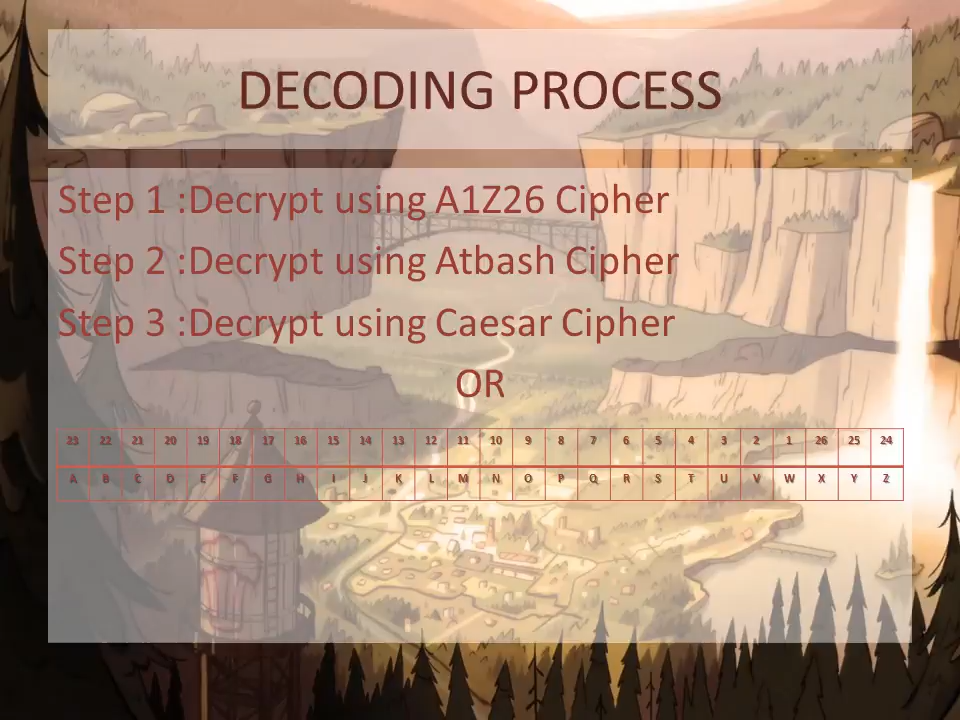 DECODING PROCESS
Step 1 :Decrypt using A1Z26 Cipher
Step 2 :Decrypt using Atbash Cipher
Step 3 :Decrypt using Caesar Cipher
OR
23 22 21 20 19 18 17 16 15 14 13 12 11 10 9 8 7 6 5 4 3 2 1 26 25 24
A B C D E F G H I J K L M N O P Q R S T U V W X Y Z